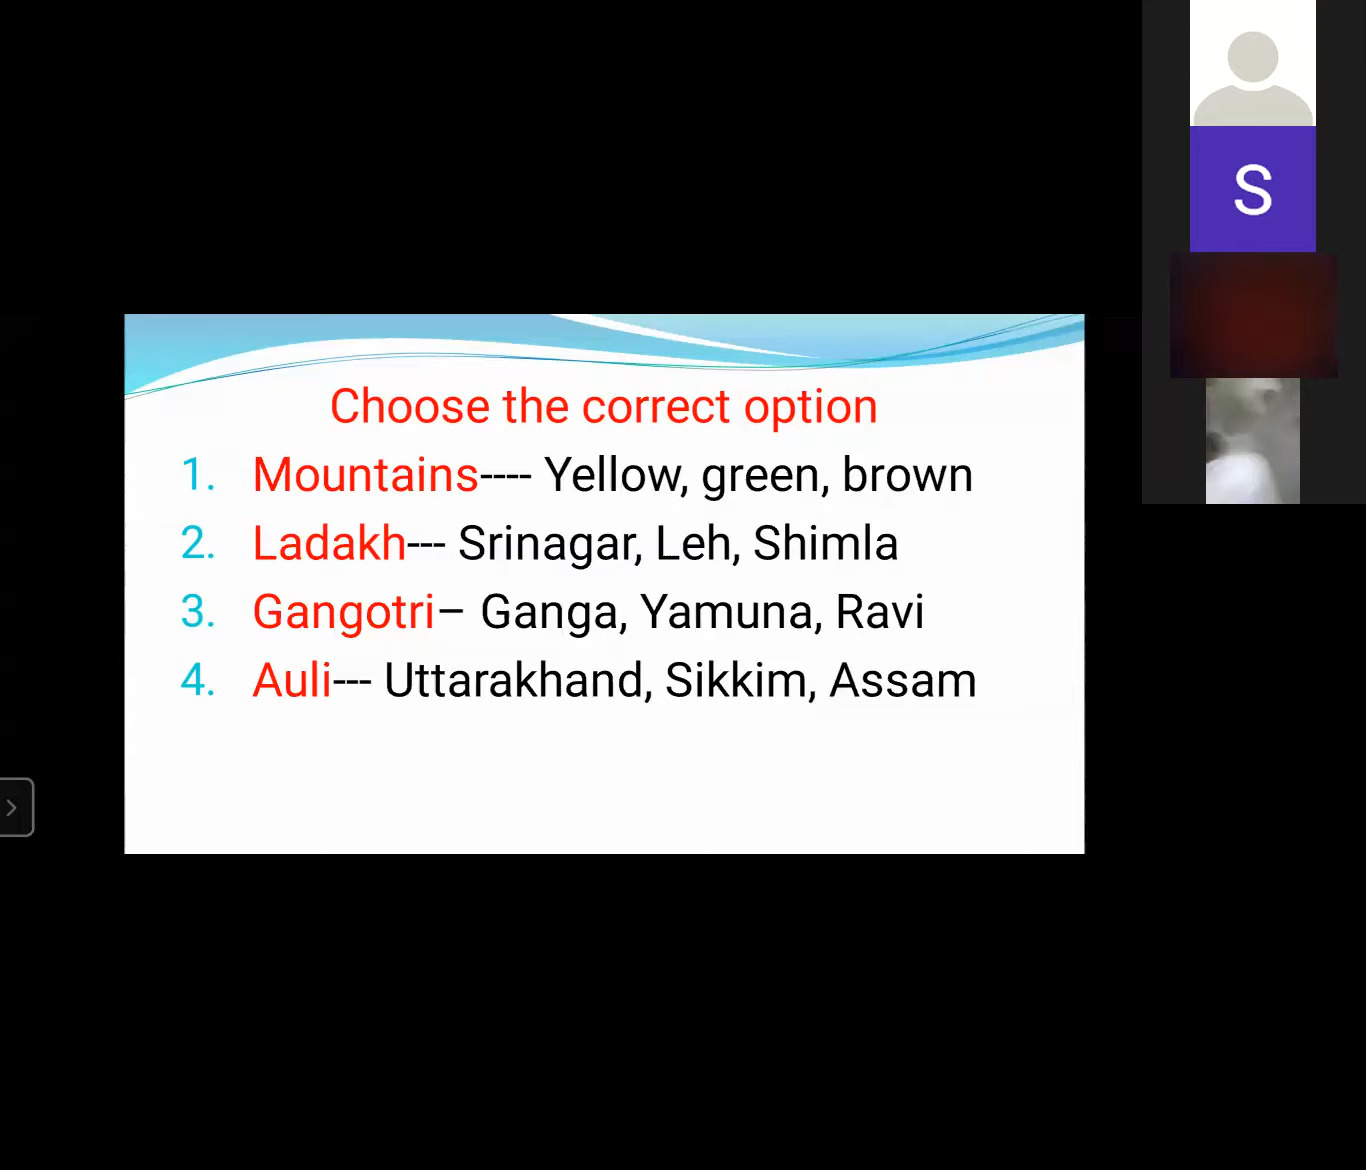 S
Choose the correct option
1. Mountains---- Yellow, green, brown
2. Ladakh--- Srinagar, Leh, Shimla
3. Gangotri– Ganga, Yamuna, Ravi
4. Auli--- Uttarakhand, Sikkim, Assam